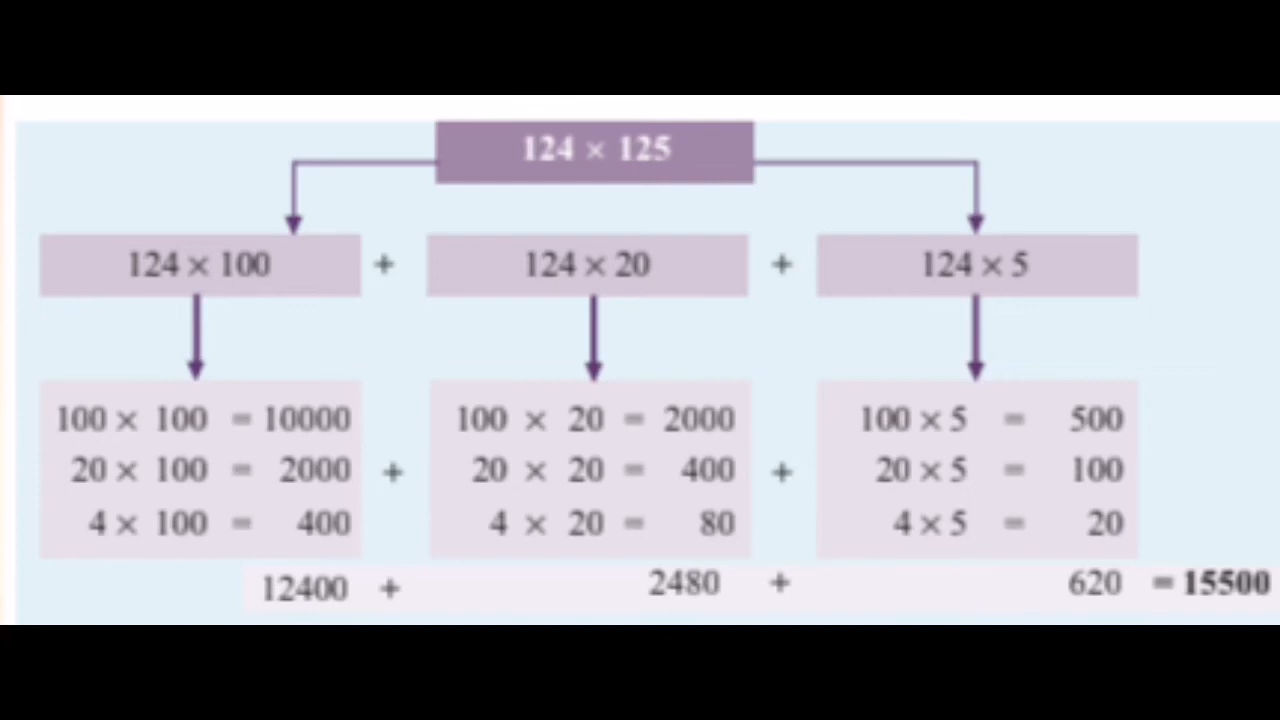 124 × 125
124 × 100 + 124 × 20 + 124 × 5
100 × 100 = 10000 100 × 20 = 2000 100 × 5 = 500
20 × 100 = 2000 + 20 × 20 = 400 + 20 × 5 = 100
4 × 100 = 400 4 × 20 = 80 4 × 5 = 20
12400 + 2480 + 620 = 15500